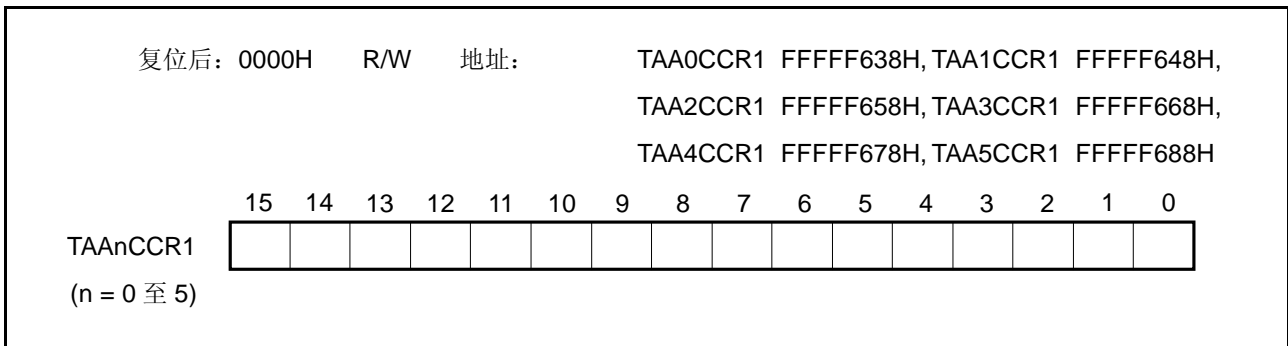 复位后：0000H R/W 地址： TAA0CCR1 FFFFF638H, TAA1CCR1 FFFFF648H,
TAA2CCR1 FFFFF658H, TAA3CCR1 FFFFF668H,
TAA4CCR1 FFFFF678H, TAA5CCR1 FFFFF688H
15 14 13 12 11 10 9 8 7 6 5 4 3 2 1 0
TAAnCCR1
(n = 0 至 5)